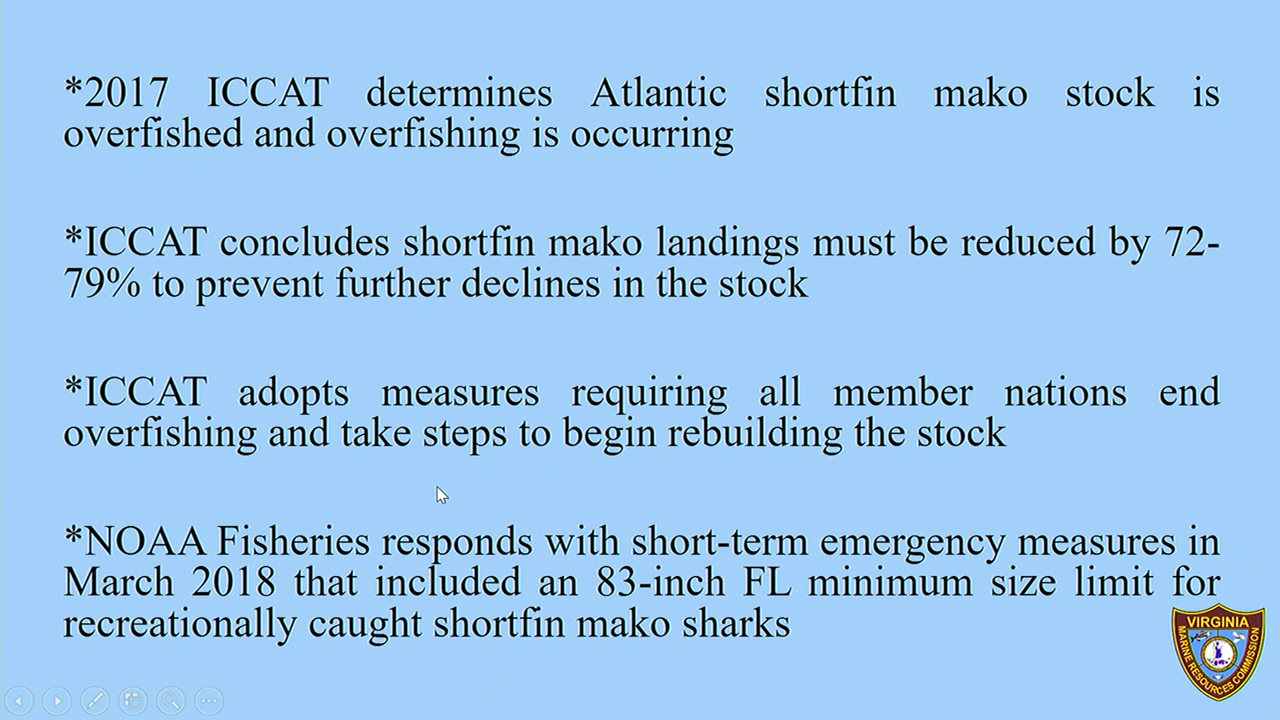 *2017 ICCAT determines Atlantic shortfin mako stock is
overfished and overfishing is occurring
*ICCAT concludes shortfin mako landings must be reduced by 72-
79% to prevent further declines in the stock
*ICCAT adopts measures requiring all member nations end
overfishing and take steps to begin rebuilding the stock
*NOAA Fisheries responds with short-term emergency measures in
March 2018 that included an 83-inch FL minimum size limit for
recreationally caught shortfin mako sharks
VIRGINIA
MARINE RESOURCES COMMISSION